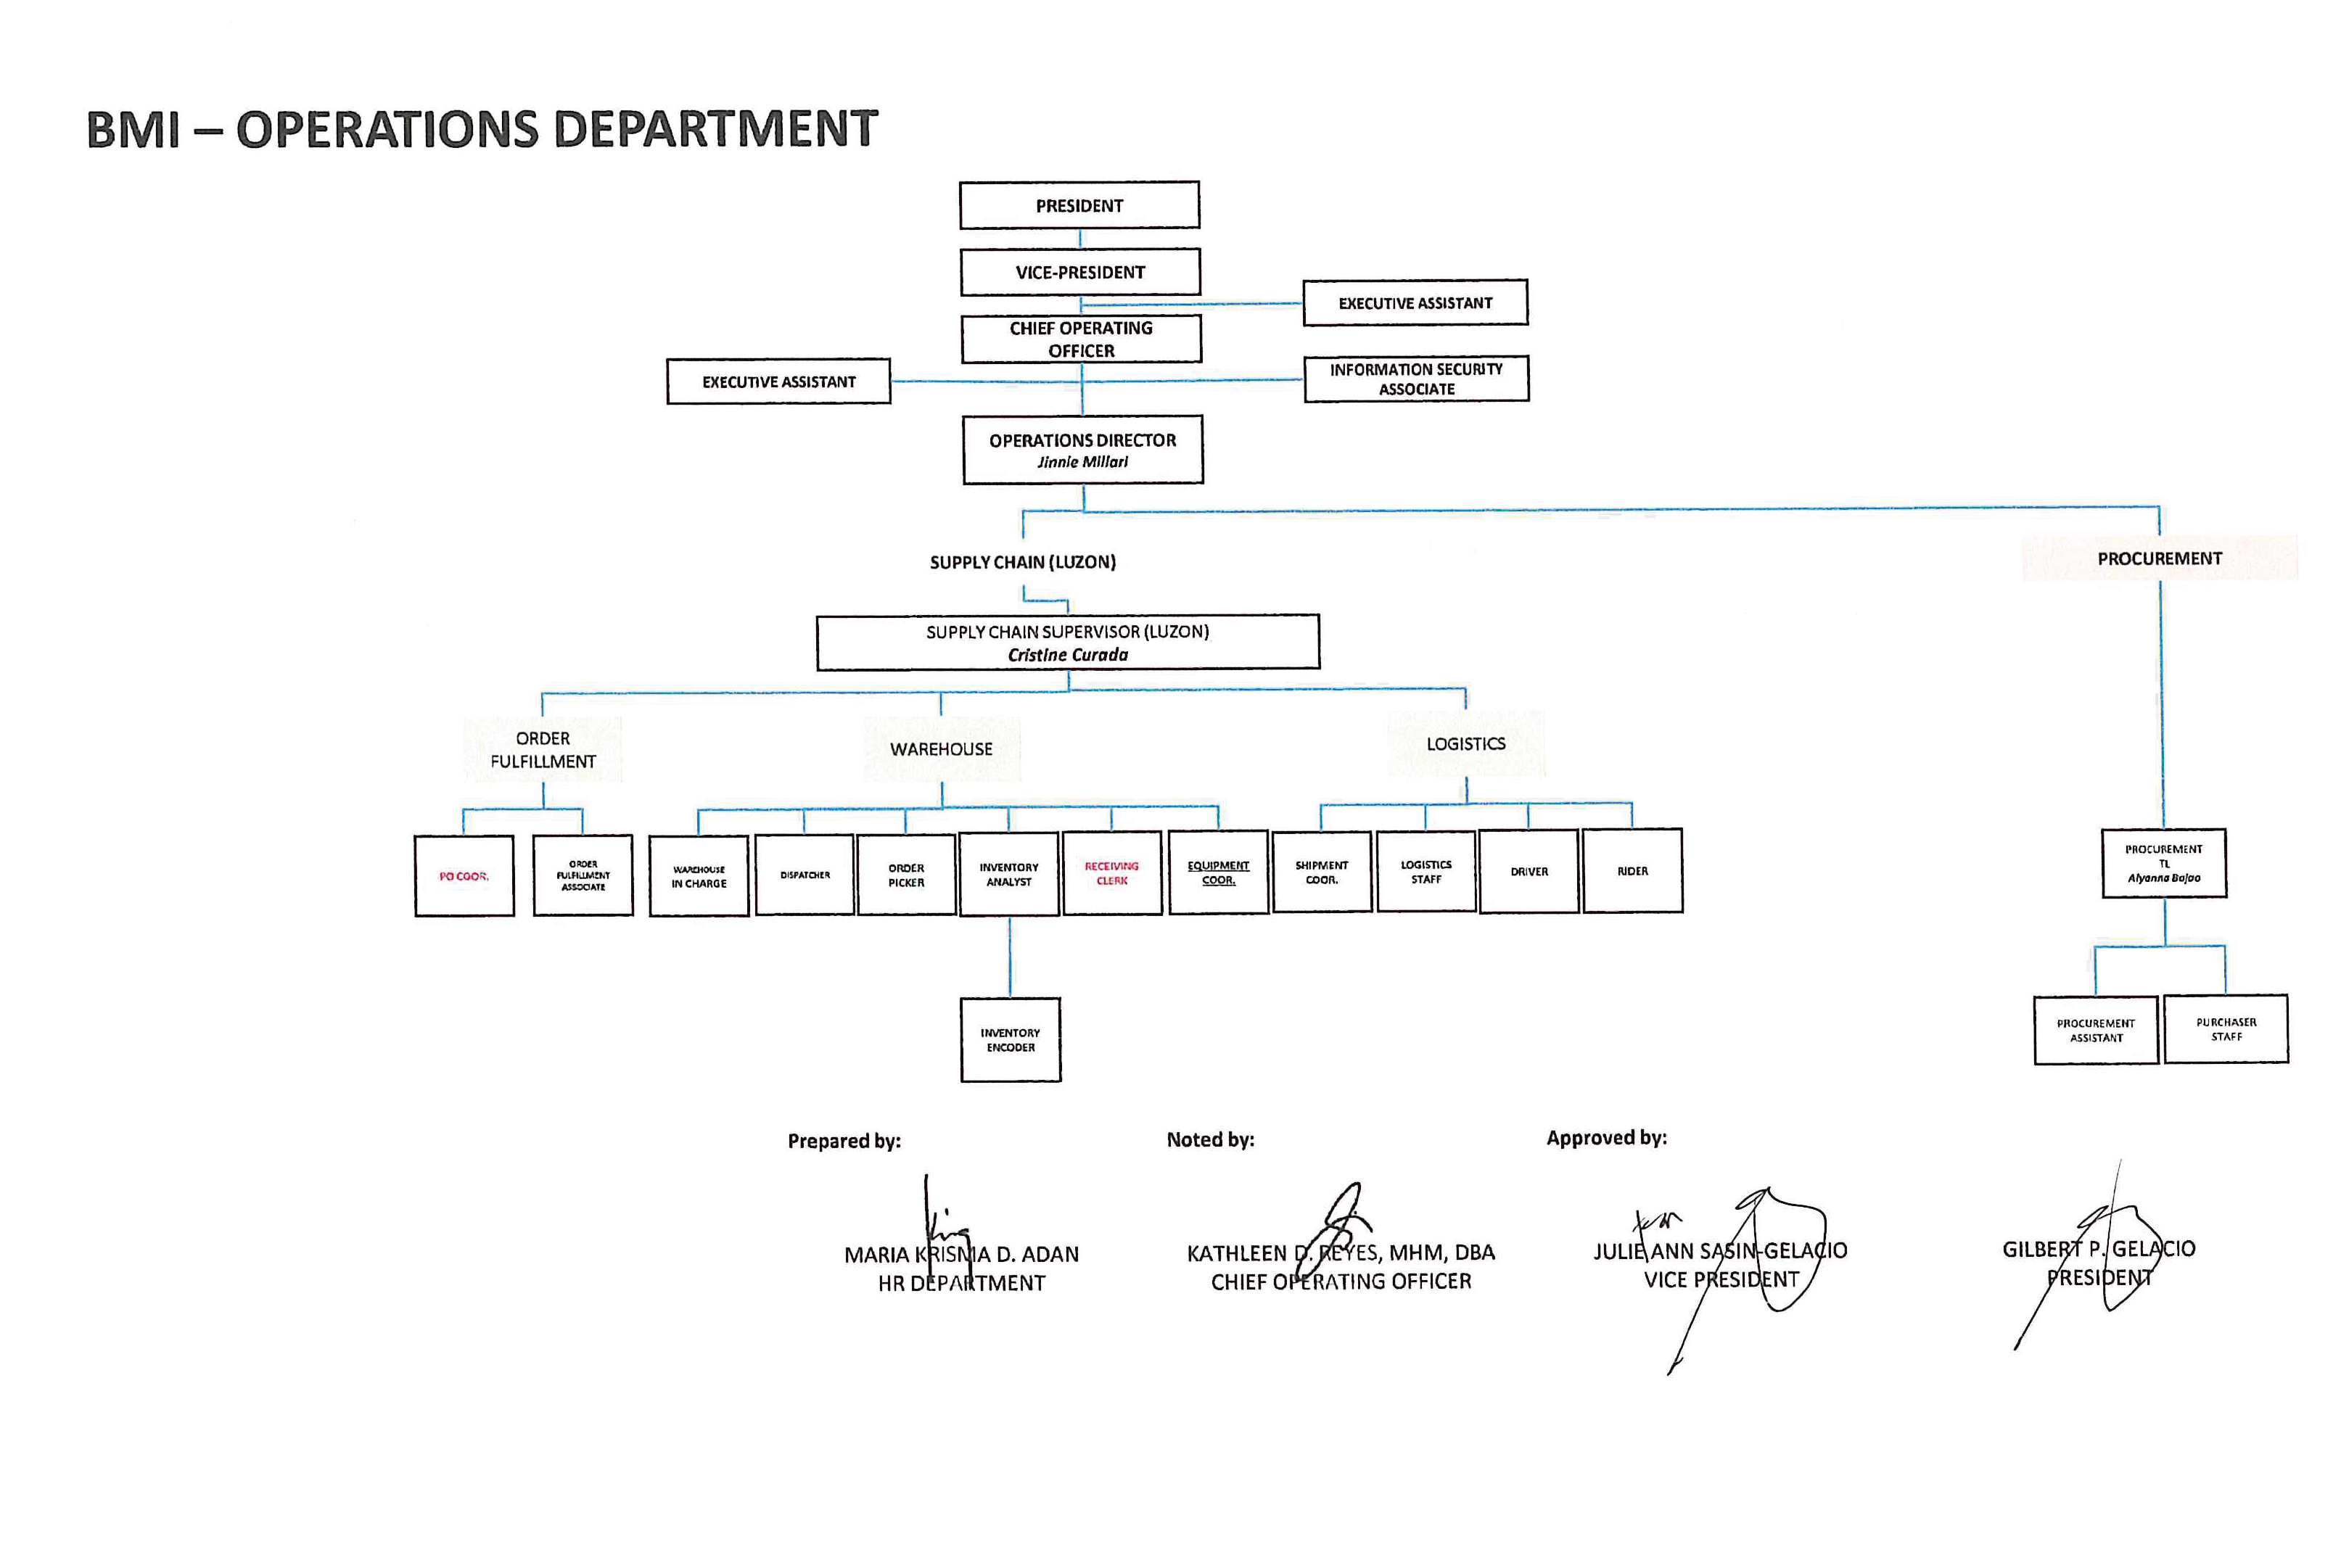 BMI – OPERATIONS DEPARTMENT
PRESIDENT
VICE-PRESIDENT
EXECUTIVE ASSISTANT
CHIEF OPERATING
OFFICER
EXECUTIVE ASSISTANT
INFORMATION SECURITY
ASSOCIATE
OPERATIONS DIRECTOR
Jinnie Millari
SUPPLY CHAIN (LUZON)
PROCUREMENT
SUPPLY CHAIN SUPERVISOR (LUZON)
Cristine Curada
ORDER
FULFILLMENT
WAREHOUSE
LOGISTICS
PO COOR.
ORDER
FULFILLMENT
ASSOCIATE
WAREHOUSE
IN CHARGE
DISPATCHER
ORDER
PICKER
INVENTORY
ANALYST
RECEIVING
CLERK
EQUIPMENT
COOR.
SHIPMENT
COOR.
LOGISTICS
STAFF
DRIVER
RIDER
PROCUREMENT
TL
Alyanna Bajao
INVENTORY
ENCODER
PROCUREMENT
ASSISTANT
PURCHASER
STAFF
Prepared by:
Noted by:
Approved by:
MARIA KRISMA D. ADAN
HR DEPARTMENT
KATHLEEN D. REYES, MHM, DBA
CHIEF OPERATING OFFICER
JULIE ANN SASIN-GELACIO
VICE PRESIDENT
GILBERT P. GELACIO
PRESIDENT